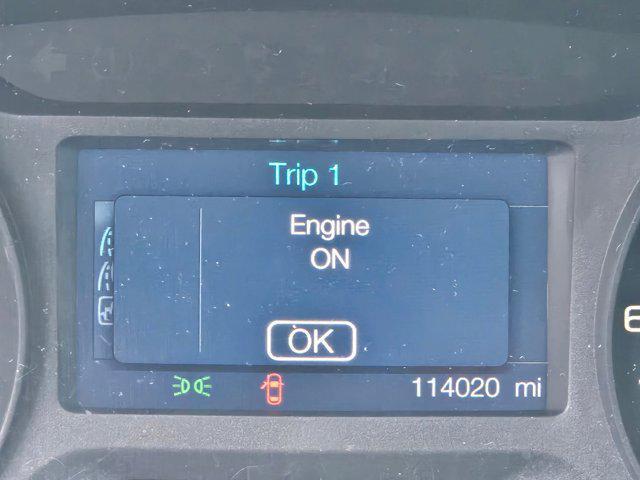 Trip 1
Engine
ON
OK
114020 mi